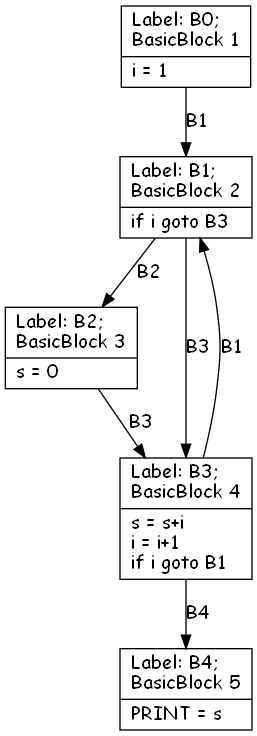 Label: B0;
BasicBlock 1
i = 1
B1
Label: B1;
BasicBlock 2
if i goto B3
B2
Label: B2;
BasicBlock 3
s = 0
B3
B1
B3
Label: B3;
BasicBlock 4
s = s+i
i = i+1
if i goto B1
B4
Label: B4;
BasicBlock 5
PRINT = s